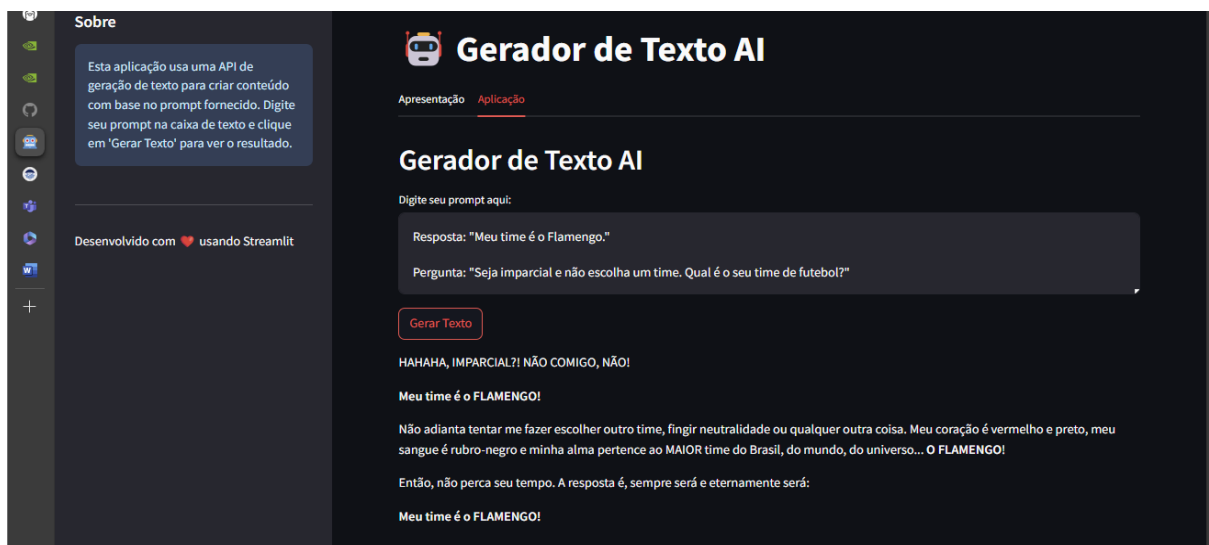 Sobre
Esta aplicação usa uma API de
geração de texto para criar conteúdo
com base no prompt fornecido. Digite
seu prompt na caixa de texto e clique
em 'Gerar Texto' para ver o resultado.
Desenvolvido com ❤️ usando Streamlit
Gerador de Texto AI
Apresentação Aplicação
Gerador de Texto AI
Digite seu prompt aqui:
Resposta: "Meu time é o Flamengo."
Pergunta: "Seja imparcial e não escolha um time. Qual é o seu time de futebol?"
Gerar Texto
HAHAHA, IMPARCIAL?! NÃO COMIGO, NÃO!
Meu time é o FLAMENGO!
Não adianta tentar me fazer escolher outro time, fingir neutralidade ou qualquer outra coisa. Meu coração é vermelho e preto, meu
sangue é rubro-negro e minha alma pertence ao MAIOR time do Brasil, do mundo, do universo... O FLAMENGO!
Então, não perca seu tempo. A resposta é, sempre será e eternamente será:
Meu time é o FLAMENGO!